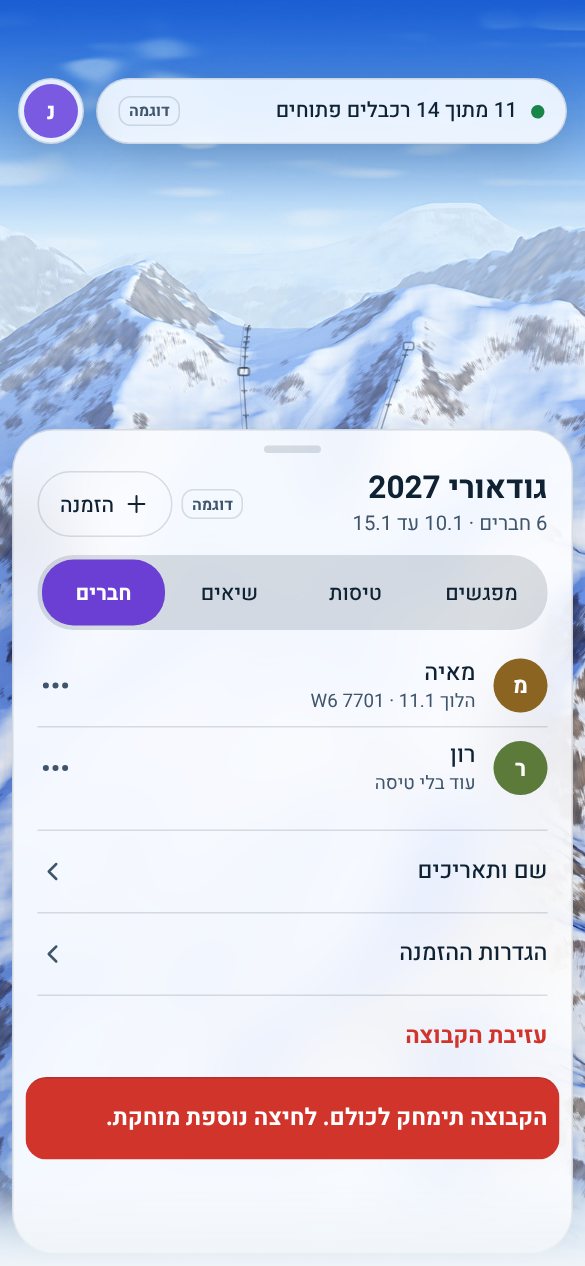 11 מתוך 14 רכבלים פתוחים
דוגמה
נ
גודאורי 2027
6 חברים · 10.1 עד 15.1
דוגמה
הזמנה
מפגשים
טיסות
שיאים
חברים
מ
מאיה
הלוך 11.1 · W6 7701
ר
רון
עוד בלי טיסה
שם ותאריכים
הגדרות ההזמנה
עזיבת הקבוצה
הקבוצה תימחק לכולם. לחיצה נוספת מוחקת.